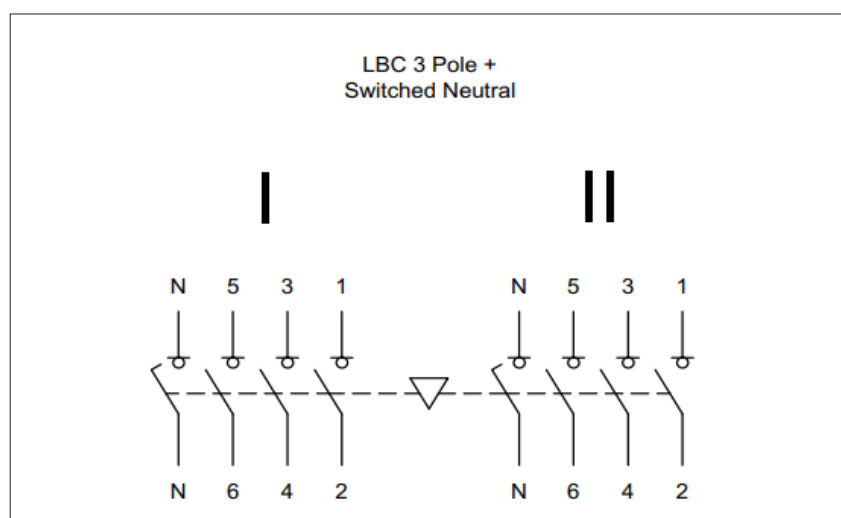 LBC 3 Pole +
Switched Neutral
I II
N 5 3 1 N 5 3 1
N 6 4 2 N 6 4 2